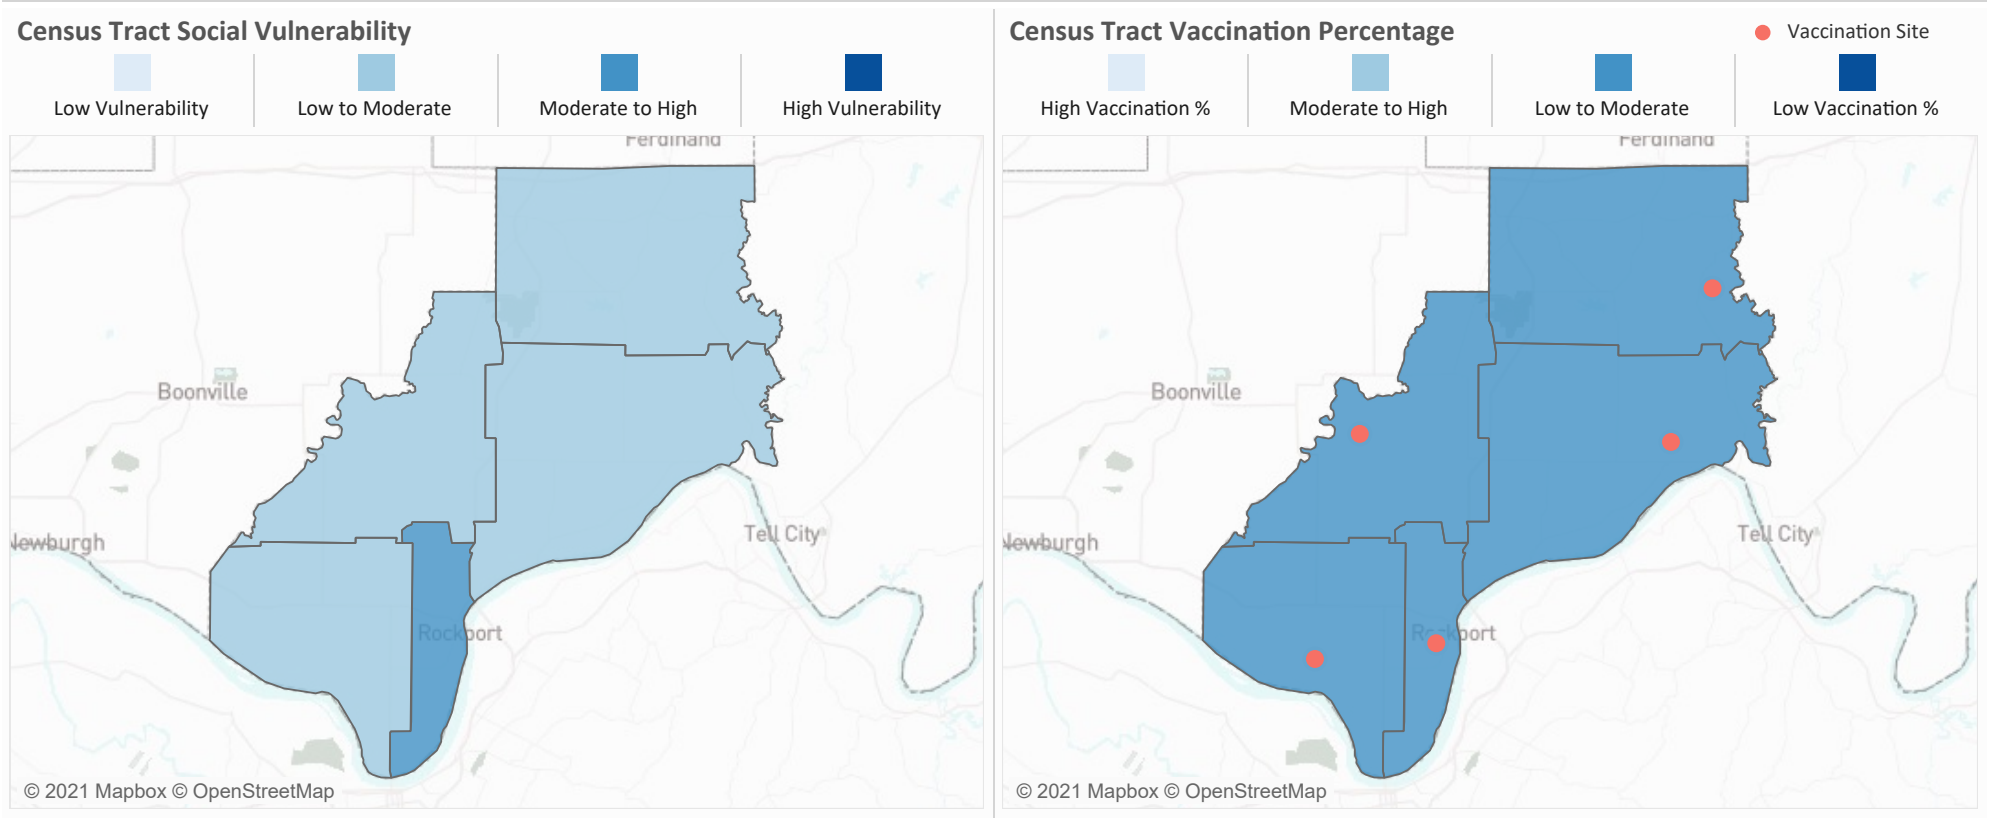 Census Tract Social Vulnerability
Low Vulnerability
Low to Moderate
Moderate to High
High Vulnerability
Ferdinand
Boonville
Newburgh
Tell City
Rockport
© 2021 Mapbox © OpenStreetMap
Census Tract Vaccination Percentage
Vaccination Site
High Vaccination %
Moderate to High
Low to Moderate
Low Vaccination %
Ferdinand
Boonville
Newburgh
Tell City
Rockport
© 2021 Mapbox © OpenStreetMap